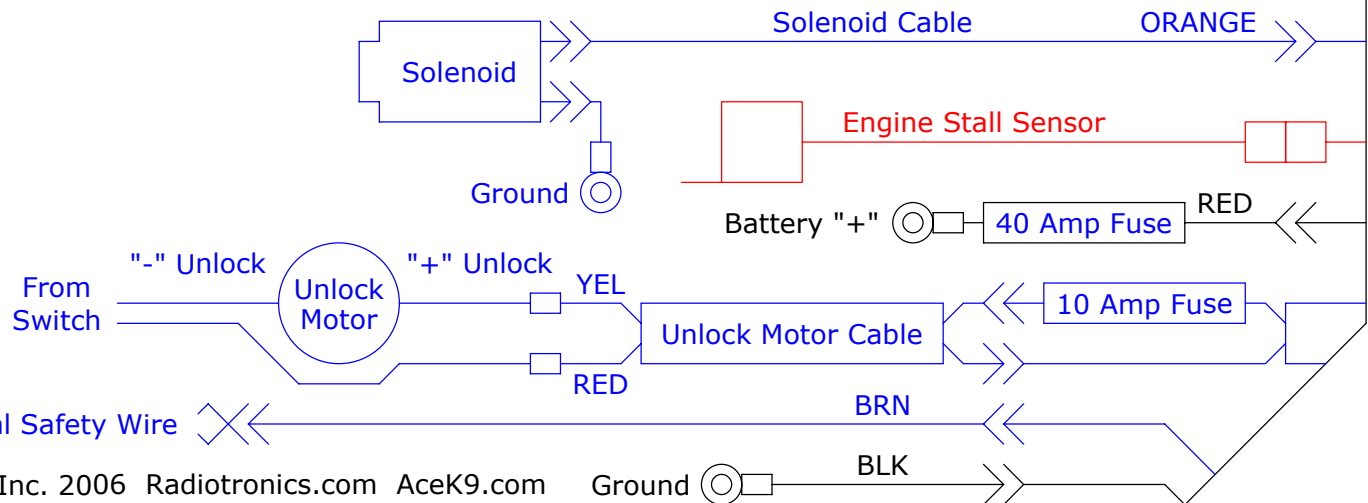 Solenoid Cable ORANGE
Solenoid
Engine Stall Sensor
Ground
Battery "+" 40 Amp Fuse RED
"-" Unlock "+" Unlock
From
Switch
Unlock
Motor
YEL
10 Amp Fuse
Unlock Motor Cable
RED
Safety Wire BRN
Inc. 2006 Radiotronics.com AceK9.com Ground BLK